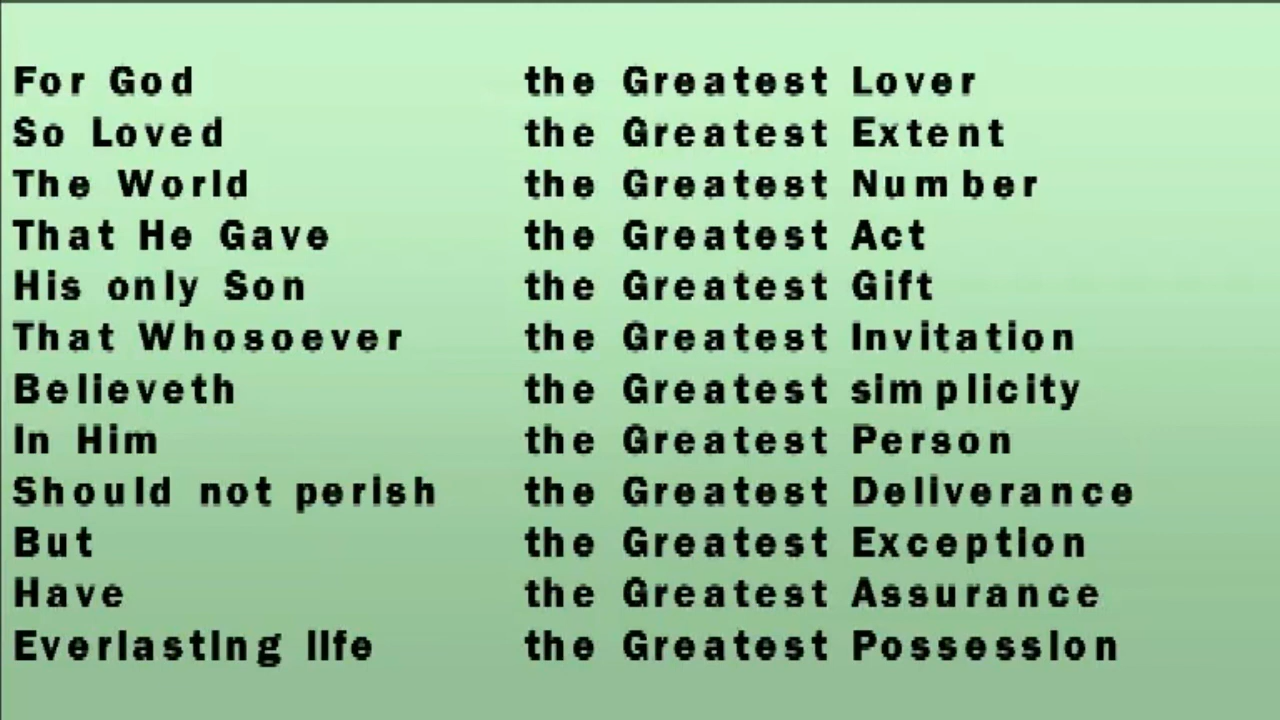 For God the Greatest Lover
So Loved the Greatest Extent
The World the Greatest Number
That He Gave the Greatest Act
His only Son the Greatest Gift
That Whosoever the Greatest Invitation
Believeth the Greatest simplicity
In Him the Greatest Person
Should not perish the Greatest Deliverance
But the Greatest Exception
Have the Greatest Assurance
Everlasting life the Greatest Possession